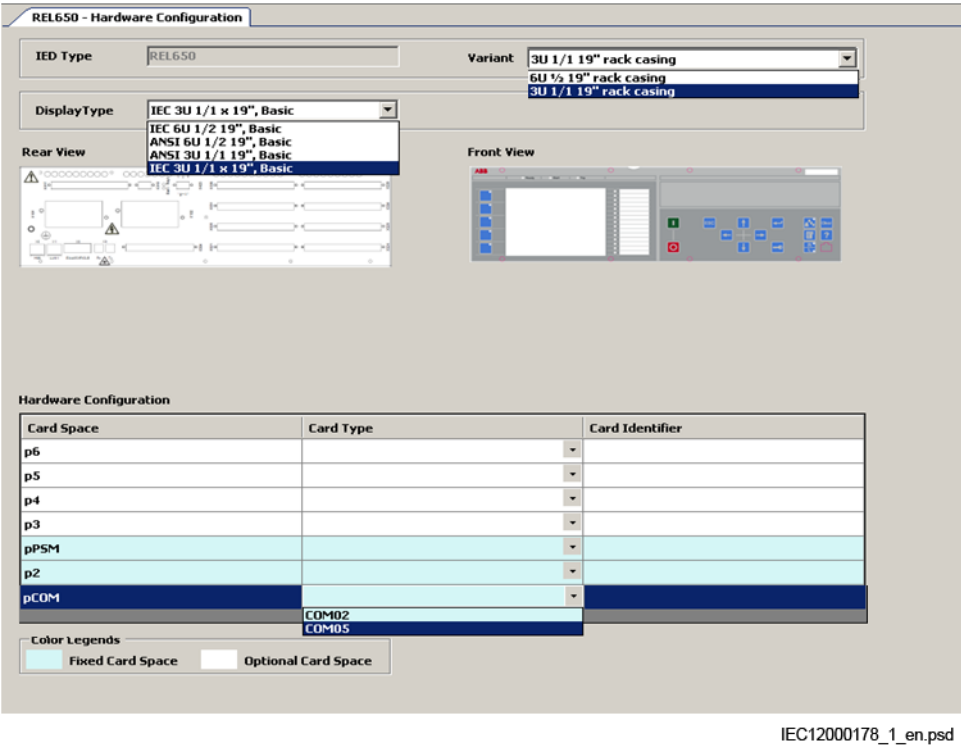 REL650 - Hardware Configuration
IED Type REL650 Variant 3U 1/1 19" rack casing
6U ½ 19" rack casing
3U 1/1 19" rack casing
DisplayType IEC 3U 1/1 x 19", Basic
IEC 6U 1/2 19", Basic
ANSI 6U 1/2 19", Basic
ANSI 3U 1/1 19", Basic
IEC 3U 1/1 x 19", Basic
Rear View Front View
ABB
Hardware Configuration
Card Space Card Type Card Identifier
p6
p5
p4
p3
pPSM
p2
pCOM
COM02
COM05
Color Legends
Fixed Card Space Optional Card Space
IEC12000178_1_en.psd